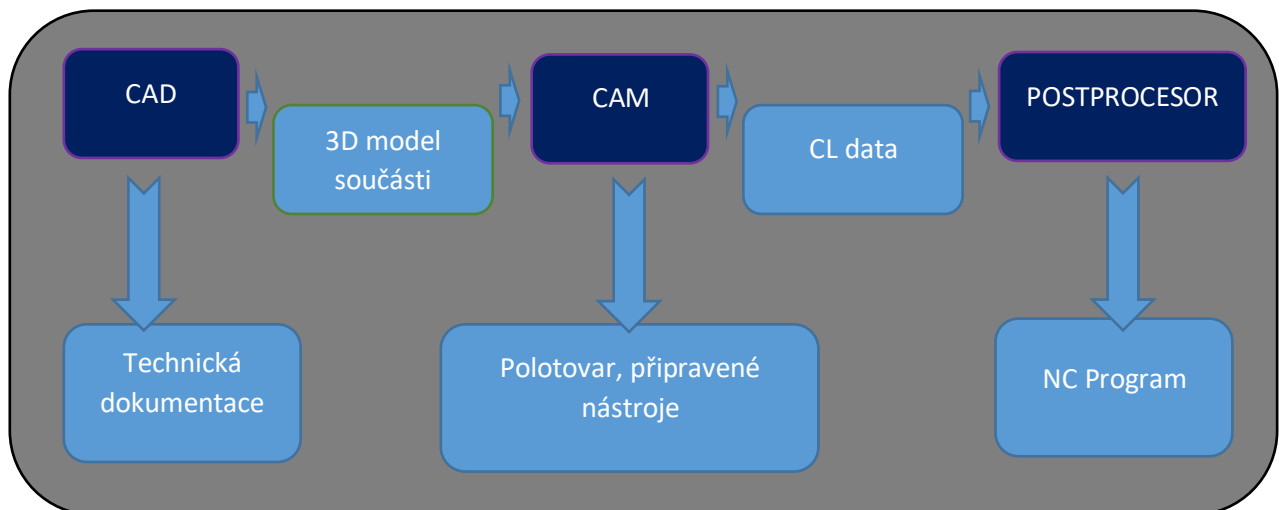 CAD
3D model
součásti
CAM
CL data
POSTPROCESOR
Technická
dokumentace
Polotovar, připravené
nástroje
NC Program